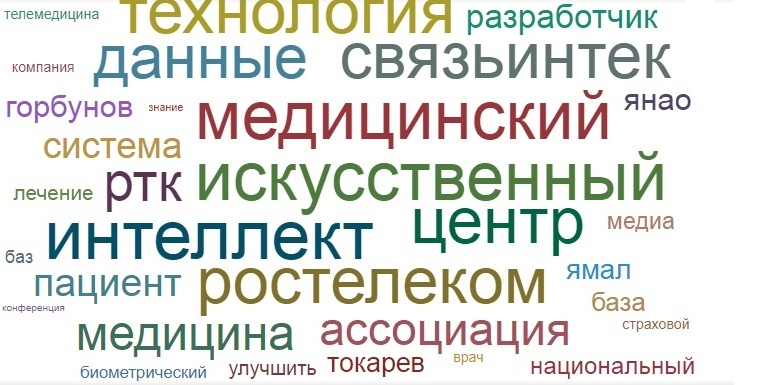 телемедицина
технология
разработчик
данные
связьинтек
компания
горбунов
знание
медицинский
янао
система
лечение
ртк
искусственный
интеллект
центр
медиа
баз
пациент
ростелеком
ямал
база
конференция
медицина
ассоциация
страховой
биометрический
улучшить
токарев
врач
национальный